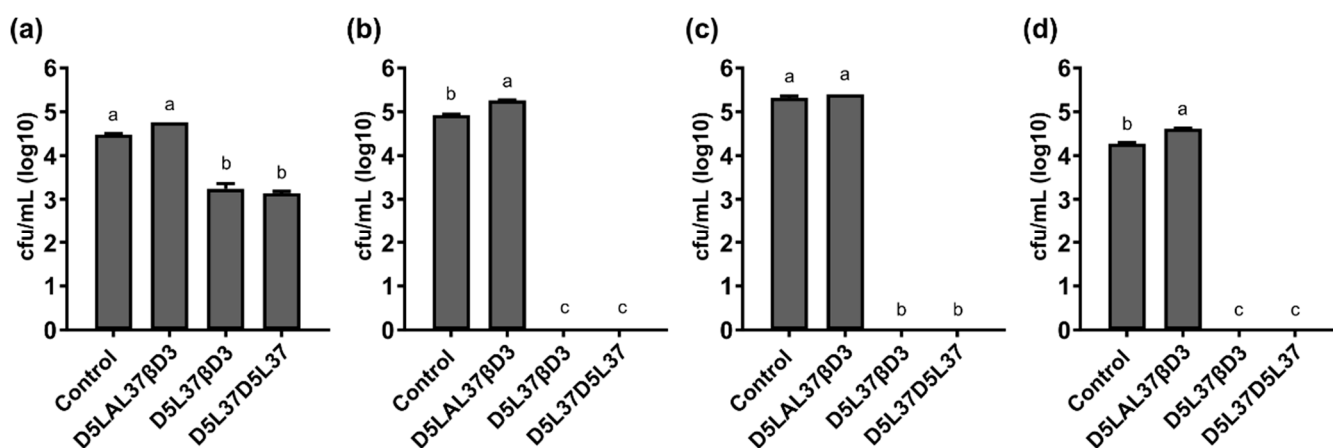 (a)
cfu/mL (log10)
6
5
4
3
2
1
0
a
a
b
b
Control
D5LAL37βD3
D5L37βD3
D5L37D5L37
(b)
cfu/mL (log10)
6
5
4
3
2
1
0
b
a
c
c
Control
D5LAL37βD3
D5L37βD3
D5L37D5L37
(c)
cfu/mL (log10)
6
5
4
3
2
1
0
a
a
b
b
Control
D5LAL37βD3
D5L37βD3
D5L37D5L37
(d)
cfu/mL (log10)
6
5
4
3
2
1
0
b
a
c
c
Control
D5LAL37βD3
D5L37βD3
D5L37D5L37